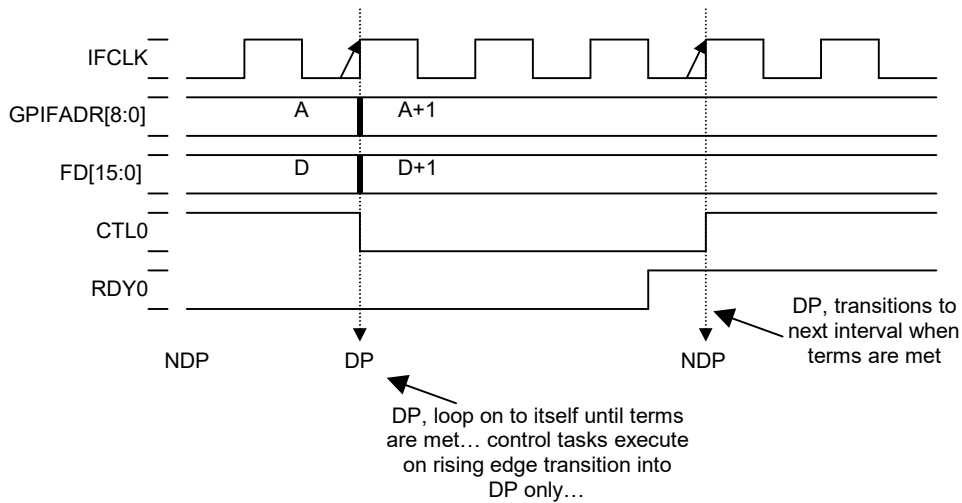 IFCLK
GPIFADR[8:0]
A
A+1
FD[15:0]
D
D+1
CTL0
RDY0
NDP
DP
NDP
DP, transitions to
next interval when
terms are met
DP, loop on to itself until terms
are met… control tasks execute
on rising edge transition into
DP only…